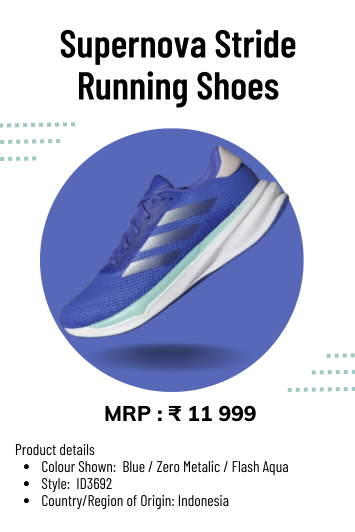 Supernova Stride
Running Shoes
MRP : ₹ 11 999
Product details
• Colour Shown: Blue / Zero Metalic / Flash Aqua
• Style: ID3692
• Country/Region of Origin: Indonesia